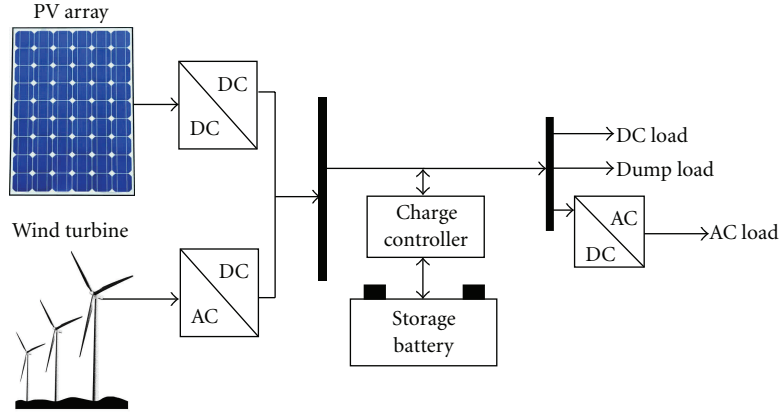 PV array
DC
DC
Wind turbine
DC
AC
Charge
controller
Storage
battery
DC load
Dump load
AC
DC
AC load